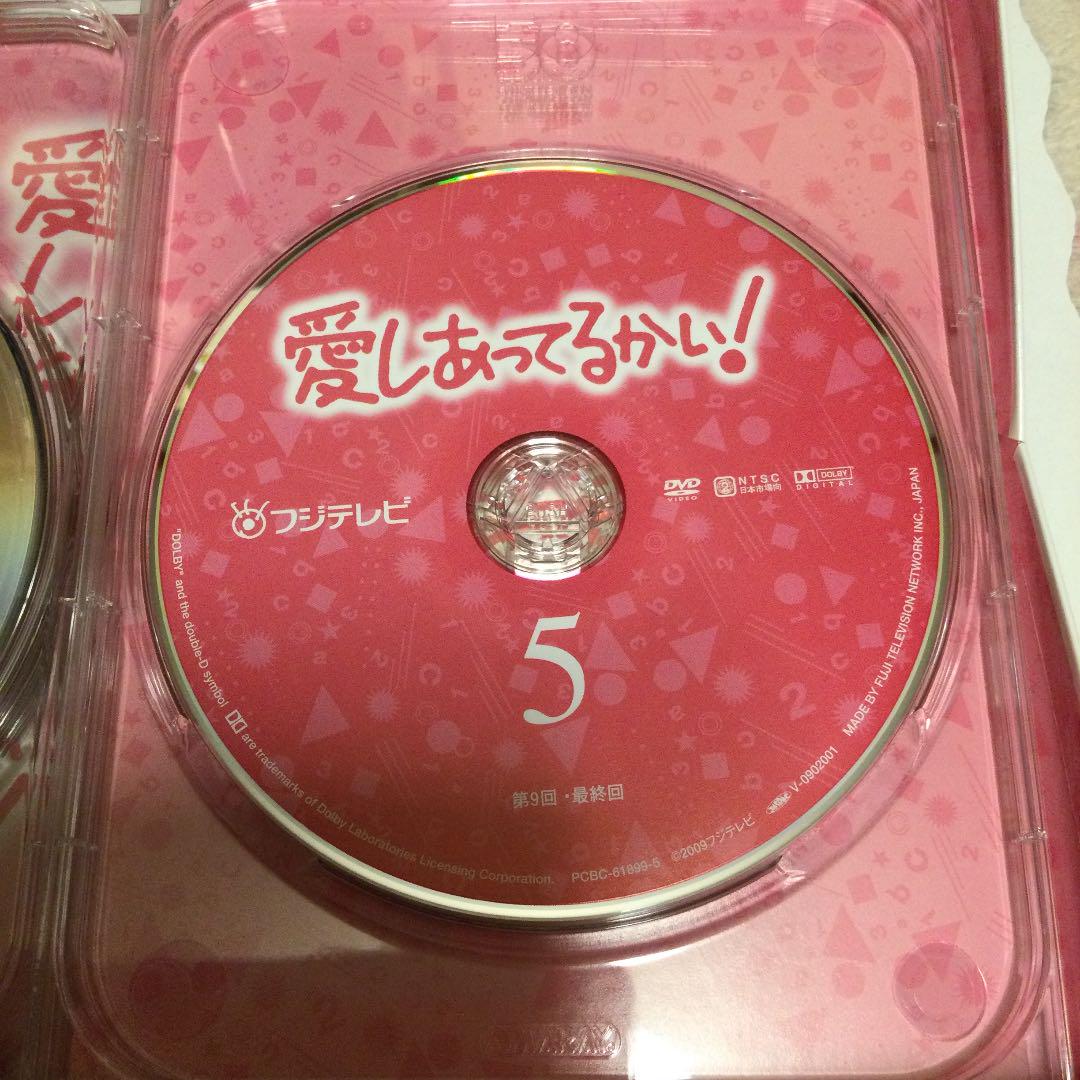 愛し
愛しあってるかい!
フジテレビ
DVD
VIDEO
NTSC
日本市場向
DOLBY
DIGITAL
5
第9回・最終回
"DOLBY" and the double-D symbol are trademarks of Dolby Laboratories Licensing Corporation.
PCBC-61899-5 ©2009フジテレビ
V-0902001 MADE BY FUJI TELEVISION NETWORK INC., JAPAN